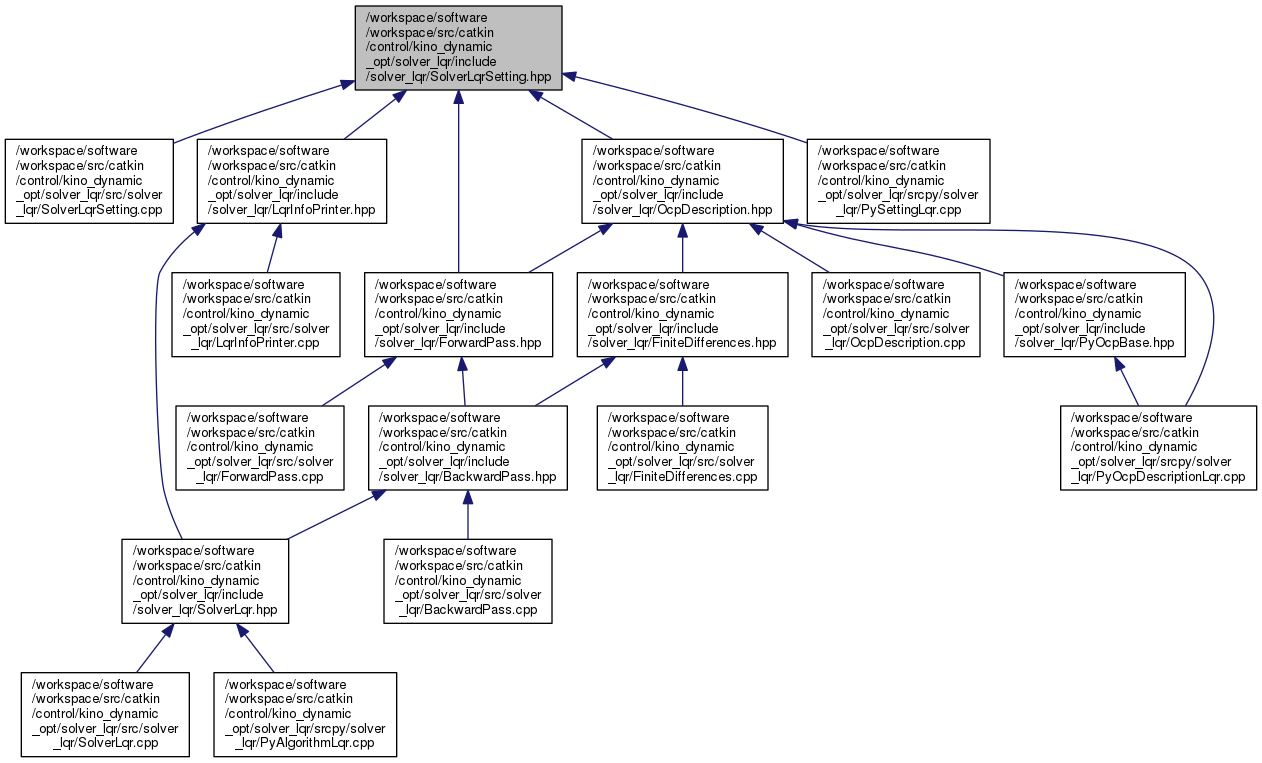 /workspace/software
/workspace/src/catkin
/control/kino_dynamic
_opt/solver_lqr/include
/solver_lqr/SolverLqrSetting.hpp
/workspace/software
/workspace/src/catkin
/control/kino_dynamic
_opt/solver_lqr/src/solver
_lqr/SolverLqrSetting.cpp
/workspace/software
/workspace/src/catkin
/control/kino_dynamic
_opt/solver_lqr/include
/solver_lqr/LqrInfoPrinter.hpp
/workspace/software
/workspace/src/catkin
/control/kino_dynamic
_opt/solver_lqr/include
/solver_lqr/OcpDescription.hpp
/workspace/software
/workspace/src/catkin
/control/kino_dynamic
_opt/solver_lqr/srcpy/solver
_lqr/PySettingLqr.cpp
/workspace/software
/workspace/src/catkin
/control/kino_dynamic
_opt/solver_lqr/src/solver
_lqr/LqrInfoPrinter.cpp
/workspace/software
/workspace/src/catkin
/control/kino_dynamic
_opt/solver_lqr/include
/solver_lqr/ForwardPass.hpp
/workspace/software
/workspace/src/catkin
/control/kino_dynamic
_opt/solver_lqr/include
/solver_lqr/FiniteDifferences.hpp
/workspace/software
/workspace/src/catkin
/control/kino_dynamic
_opt/solver_lqr/src/solver
_lqr/OcpDescription.cpp
/workspace/software
/workspace/src/catkin
/control/kino_dynamic
_opt/solver_lqr/include
/solver_lqr/PyOcpBase.hpp
/workspace/software
/workspace/src/catkin
/control/kino_dynamic
_opt/solver_lqr/src/solver
_lqr/ForwardPass.cpp
/workspace/software
/workspace/src/catkin
/control/kino_dynamic
_opt/solver_lqr/include
/solver_lqr/BackwardPass.hpp
/workspace/software
/workspace/src/catkin
/control/kino_dynamic
_opt/solver_lqr/src/solver
_lqr/FiniteDifferences.cpp
/workspace/software
/workspace/src/catkin
/control/kino_dynamic
_opt/solver_lqr/srcpy/solver
_lqr/PyOcpDescriptionLqr.cpp
/workspace/software
/workspace/src/catkin
/control/kino_dynamic
_opt/solver_lqr/include
/solver_lqr/SolverLqr.hpp
/workspace/software
/workspace/src/catkin
/control/kino_dynamic
_opt/solver_lqr/src/solver
_lqr/BackwardPass.cpp
/workspace/software
/workspace/src/catkin
/control/kino_dynamic
_opt/solver_lqr/src/solver
_lqr/SolverLqr.cpp
/workspace/software
/workspace/src/catkin
/control/kino_dynamic
_opt/solver_lqr/srcpy/solver
_lqr/PyAlgorithmLqr.cpp